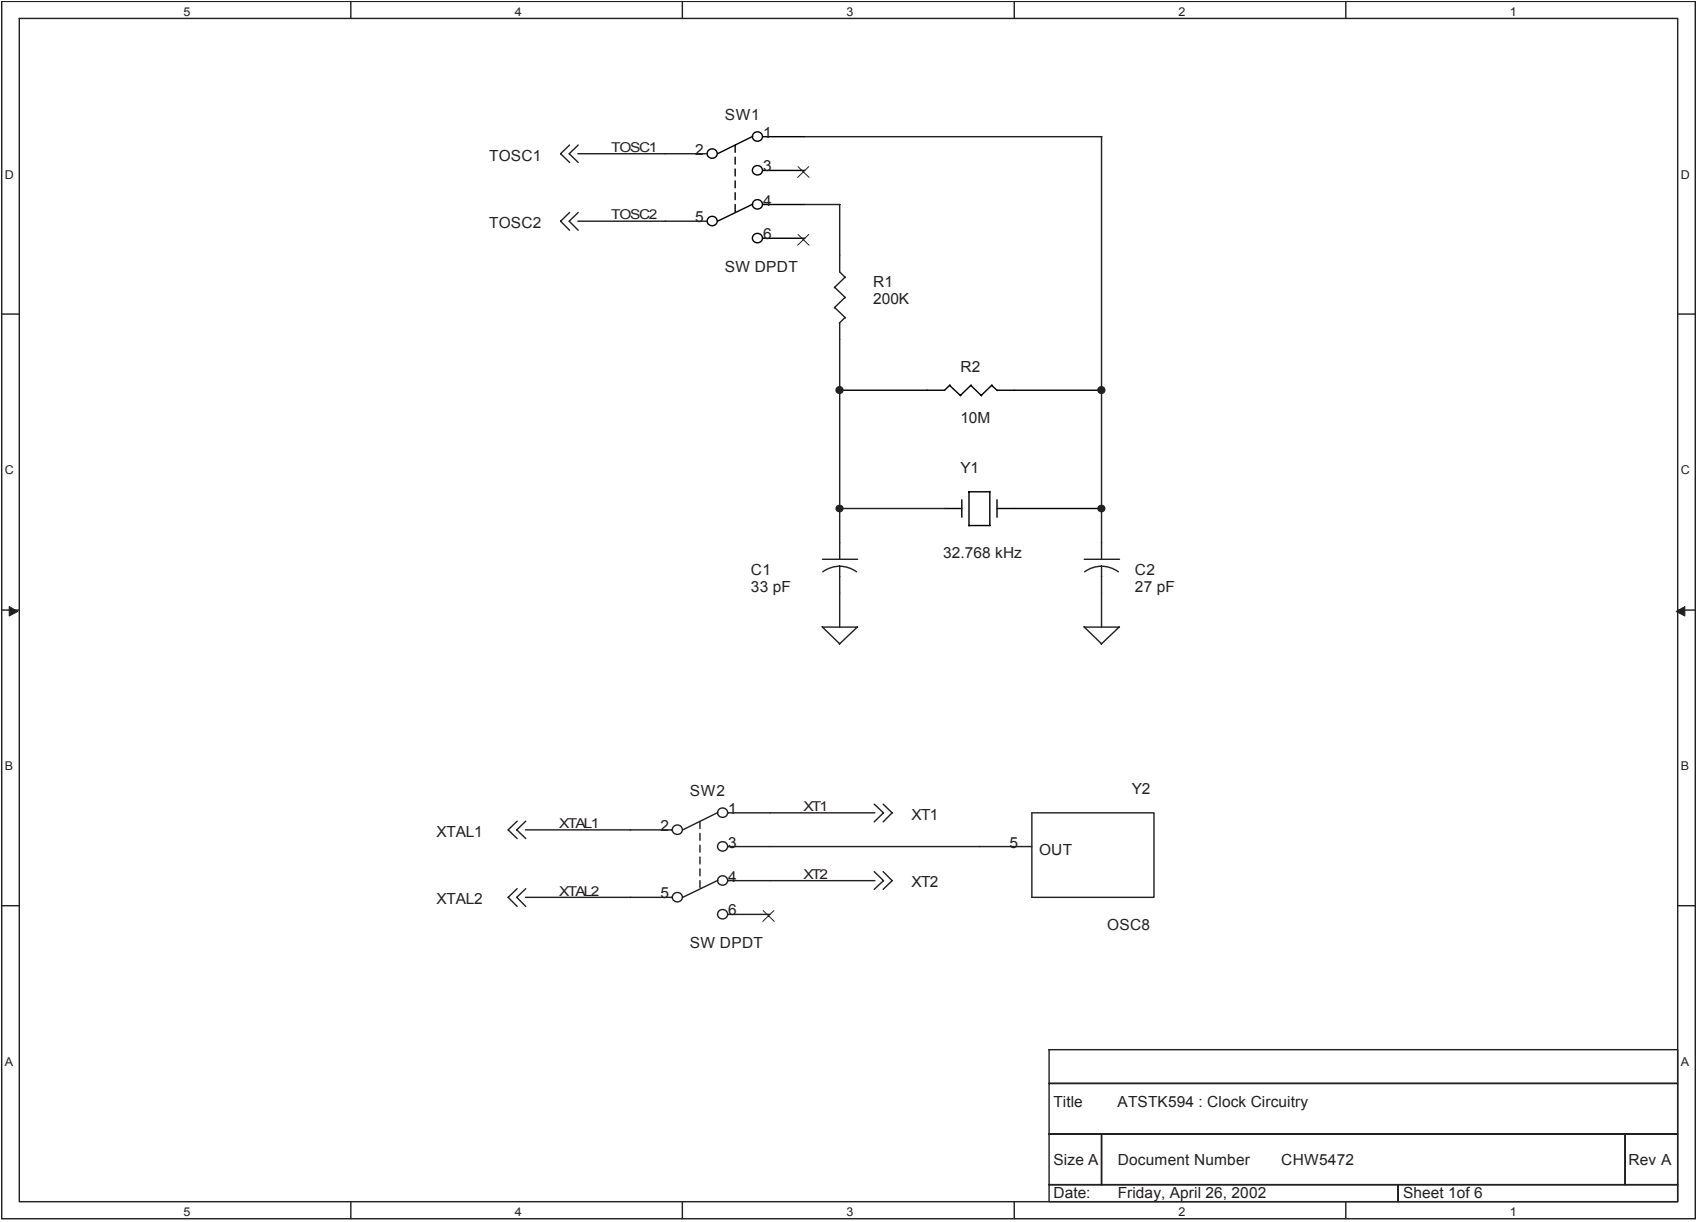 5 4 3 2 1
SW1
1
TOSC1 TOSC1 2
3
D D
4
TOSC2 TOSC2 5
6
SW DPDT
R1
200K
R2
10M
Y1
C C
32.768 kHz
C1
33 pF
C2
27 pF
B B
SW2
Y2
1 XT1 XT1
XTAL1 XTAL1 2
3 5 OUT
4 XT2 XT2
XTAL2 XTAL2 5
6
OSC8
SW DPDT
A A
Title ATSTK594 : Clock Circuitry
Size A Document Number CHW5472 Rev A
Date: Friday, April 26, 2002 Sheet 1of 6
5 4 3 2 1